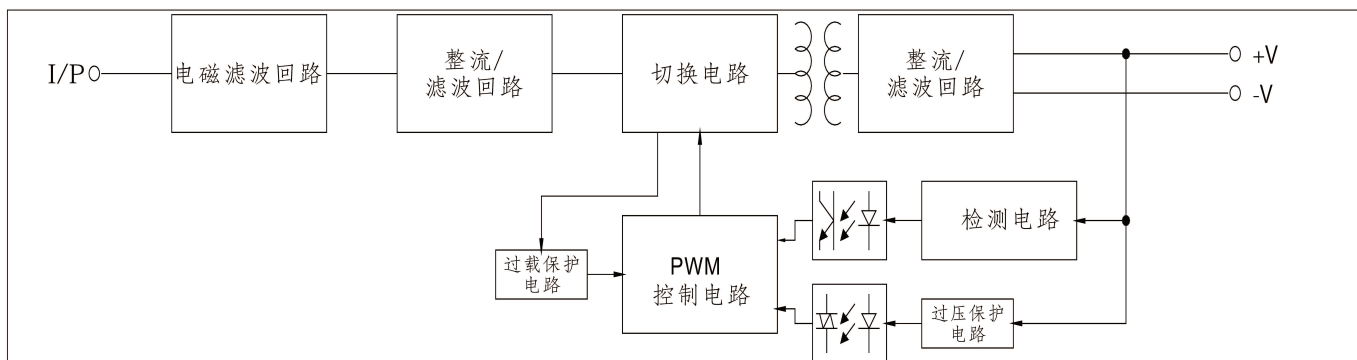 I/P
电磁滤波回路
整流/
滤波回路
切换电路
整流/
滤波回路
+V
-V
检测电路
过载保护
电路
PWM
控制电路
过压保护
电路